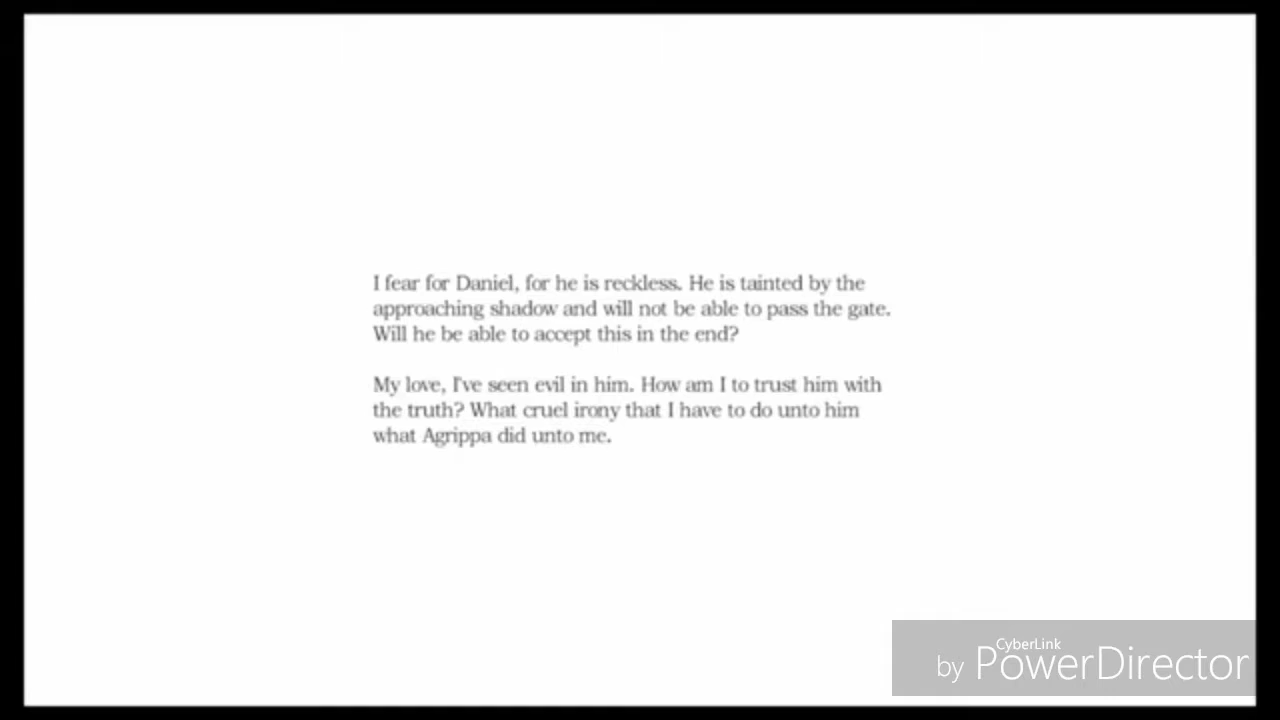 I fear for Daniel, for he is reckless. He is tainted by the
approaching shadow and will not be able to pass the gate.
Will he be able to accept this in the end?
My love, I've seen evil in him. How am I to trust him with
the truth? What cruel irony that I have to do unto him
what Agrippa did unto me.
CyberLink
by PowerDirector